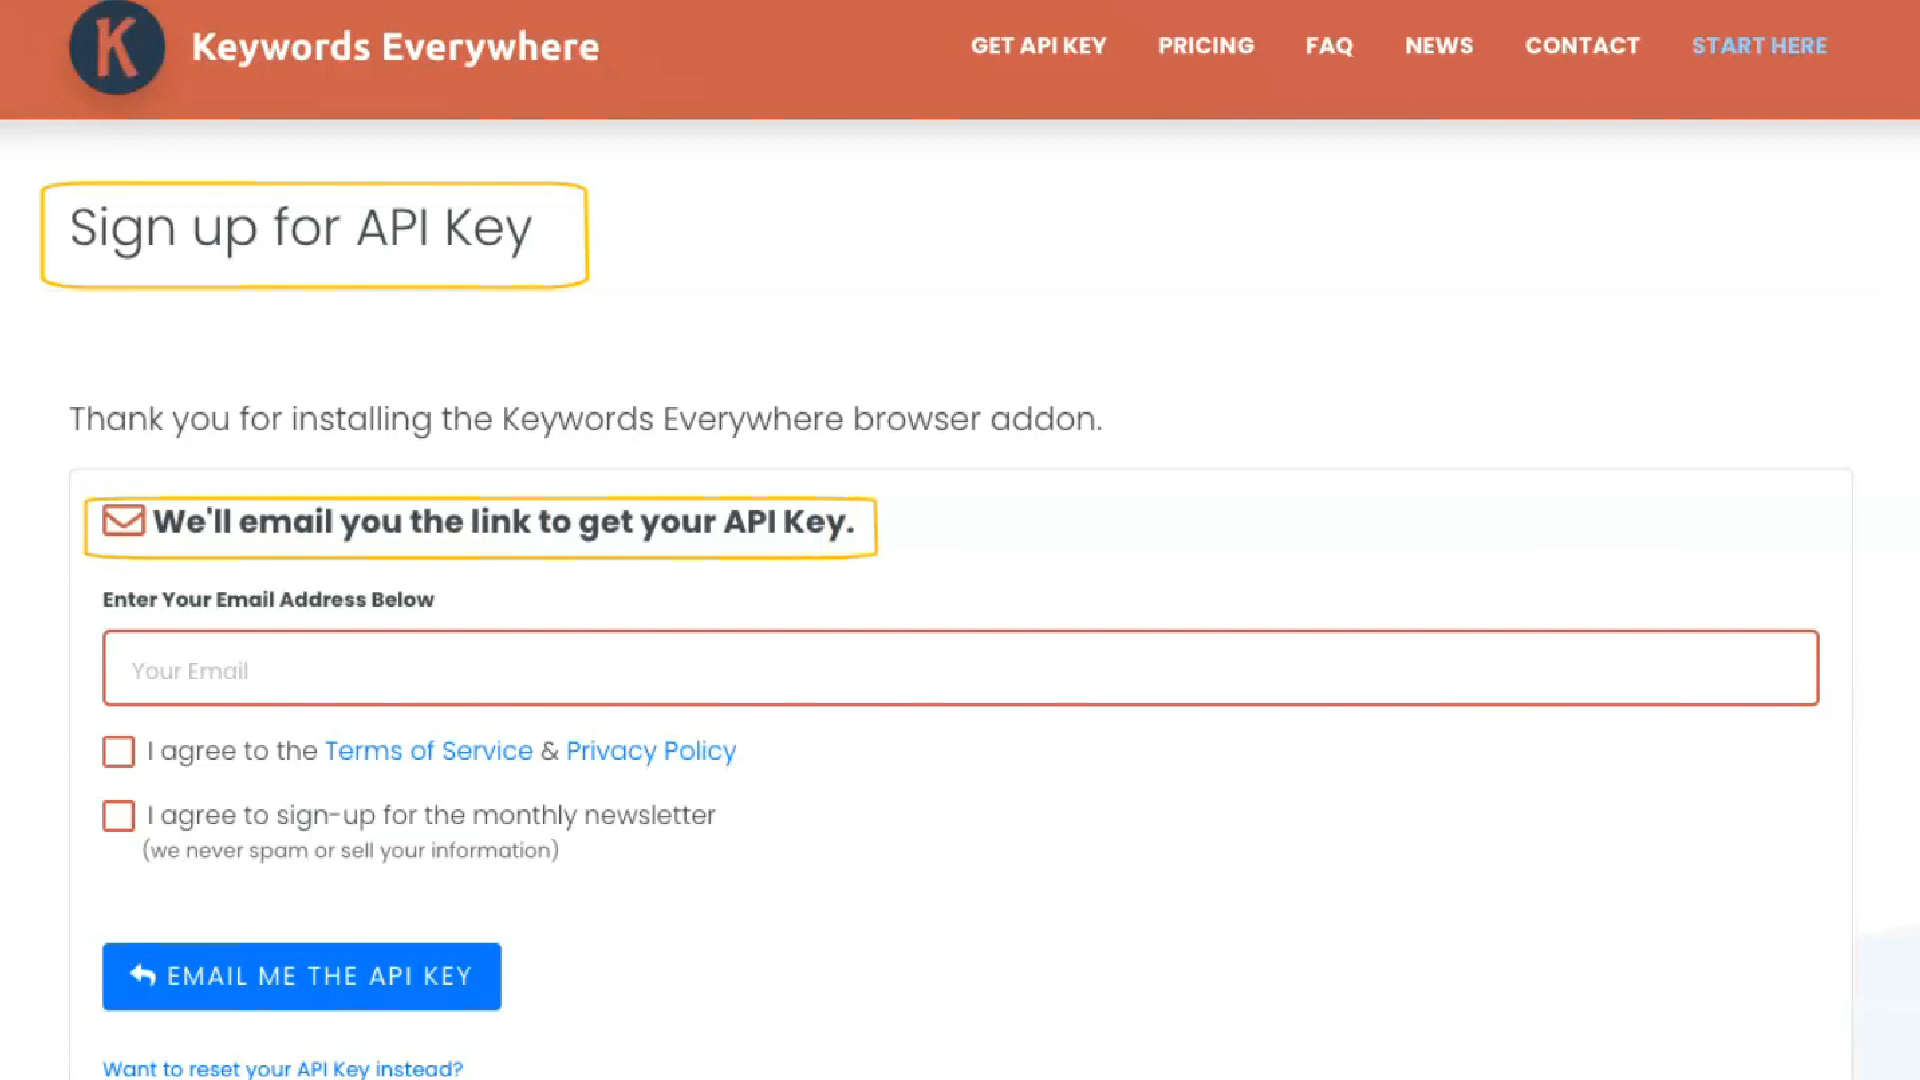 K Keywords Everywhere GET API KEY PRICING FAQ NEWS CONTACT START HERE
Sign up for API Key
Thank you for installing the Keywords Everywhere browser addon.
We'll email you the link to get your API Key.
Enter Your Email Address Below
Your Email
I agree to the Terms of Service & Privacy Policy
I agree to sign-up for the monthly newsletter
(we never spam or sell your information)
EMAIL ME THE API KEY
Want to reset your API Key instead?